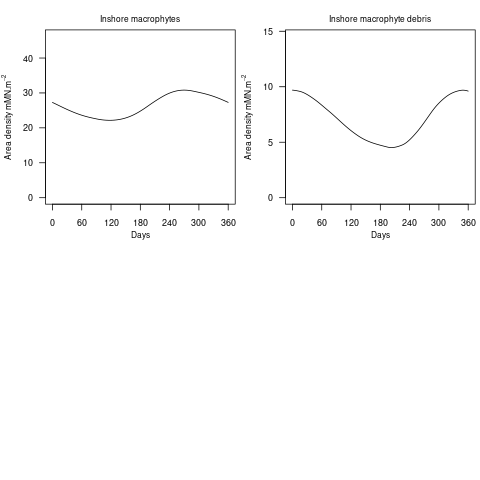 Inshore macrophytes
Area density mMN.m⁻²
40
30
20
10
0
0 60 120 180 240 300 360
Days
Inshore macrophyte debris
Area density mMN.m⁻²
15
10
5
0
0 60 120 180 240 300 360
Days